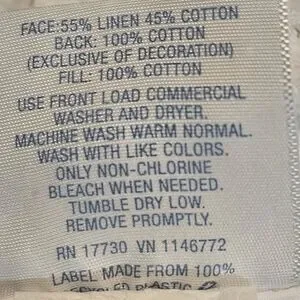 FACE:55% LINEN 45% COTTON
BACK: 100% COTTON
(EXCLUSIVE OF DECORATION)
FILL: 100% COTTON
USE FRONT LOAD COMMERCIAL
WASHER AND DRYER.
MACHINE WASH WARM NORMAL.
WASH WITH LIKE COLORS.
ONLY NON-CHLORINE
BLEACH WHEN NEEDED.
TUMBLE DRY LOW.
REMOVE PROMPTLY.
RN 17730 VN 1146772
LABEL MADE FROM 100%
RECYCLED PLASTIC